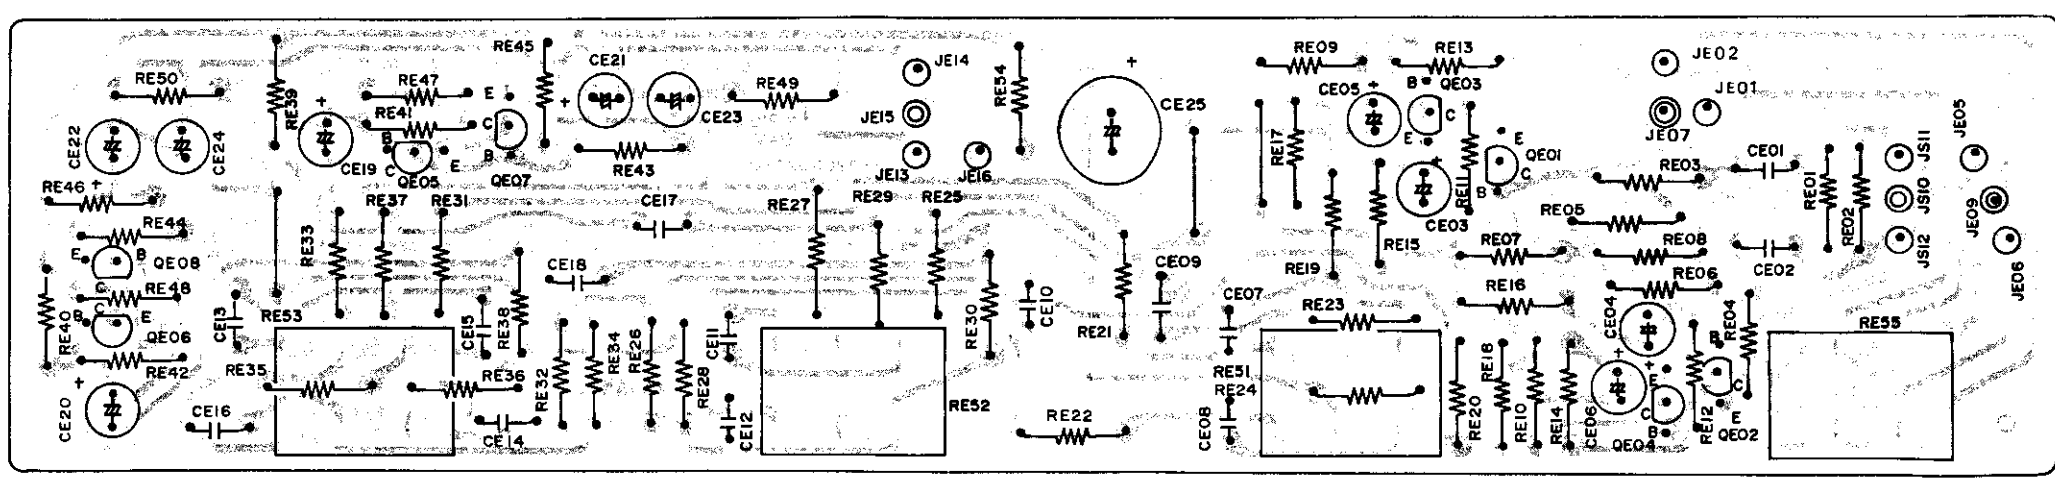 RE50
RE39
RE47
RE41
RE45
CE21
CE23
RE49
JE14
JE15
JE13
JE16
RE54
+
CE25
RE09
RE13
B
QE03
CE05
C
E
JE02
JE01
JE07
JE05
CE22
CE24
+
CE19
B
C
E
QE05
E
C
B
QE07
+
RE43
RE17
+
RE11
E
QE01
C
B
RE03
CE01
RE01
RE02
JS11
JS10
JS12
JE09
JE06
RE46
+
RE44
E
B
QE08
C
RE48
C
B
E
QE06
RE40
RE42
+
CE20
RE33
RE37
RE31
CE17
RE27
RE29
RE25
CE18
CE09
RE19
RE15
+
CE03
RE05
RE07
RE08
RE06
RE16
CE02
CE13
RE53
CE15
RE38
CE11
RE30
CE10
RE21
CE07
RE23
CE04
+
RE04
RE55
RE35
RE36
RE32
RE34
RE26
RE28
RE52
CE16
CE14
CE12
RE22
CE08
RE51
RE24
RE20
RE18
RE10
RE14
CE06
+
E
C
B
QE04
RE12
B
C
E
QE02